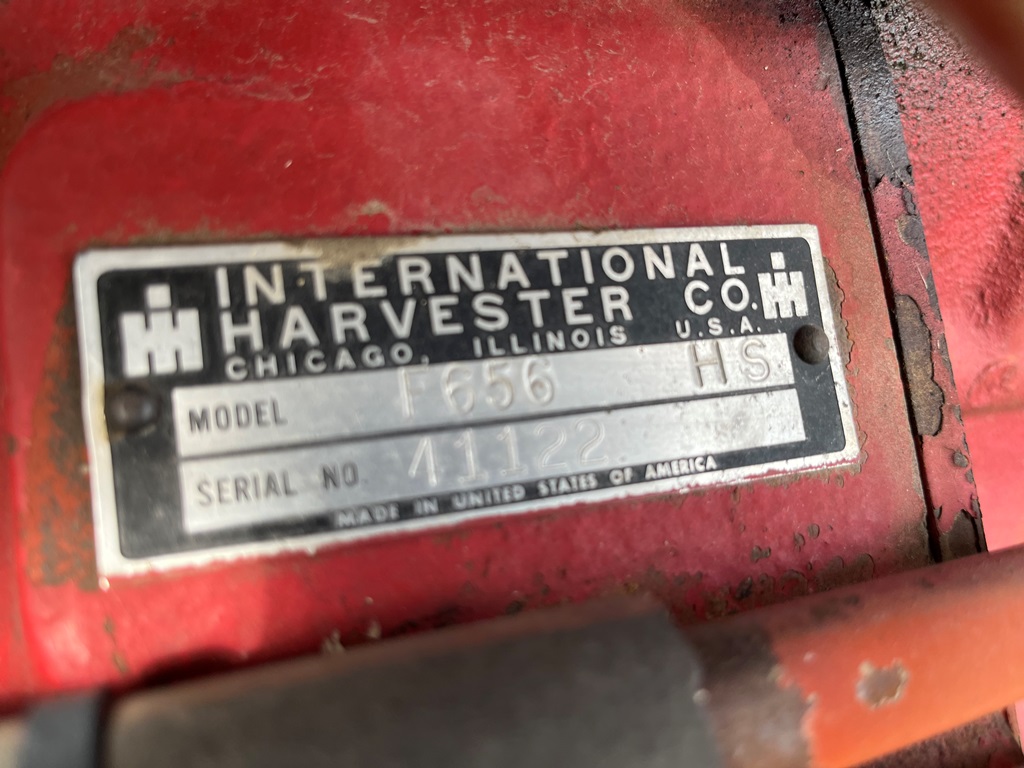 INTERNATIONAL
HARVESTER CO.
CHICAGO, ILLINOIS U.S.A.
MODEL F656 HS
SERIAL NO. 41122
MADE IN UNITED STATES OF AMERICA